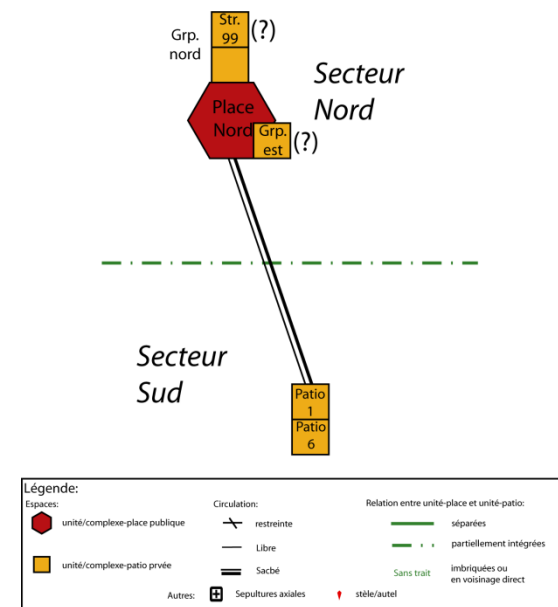 Str.
99
(?)
Grp.
nord
Secteur
Nord
Place
Nord
Grp.
est
(?)
Secteur
Sud
Patio
1
Patio
6
Légende:
Espaces:
Circulation:
Relation entre unité-place et unité-patio:
unité/complexe-place publique
restreinte
séparées
Libre
partiellement intégrées
unité/complexe-patio prvée
Sacbé
Sans trait
imbriquées ou
en voisinage direct
Autres:
Sepultures axiales
stèle/autel